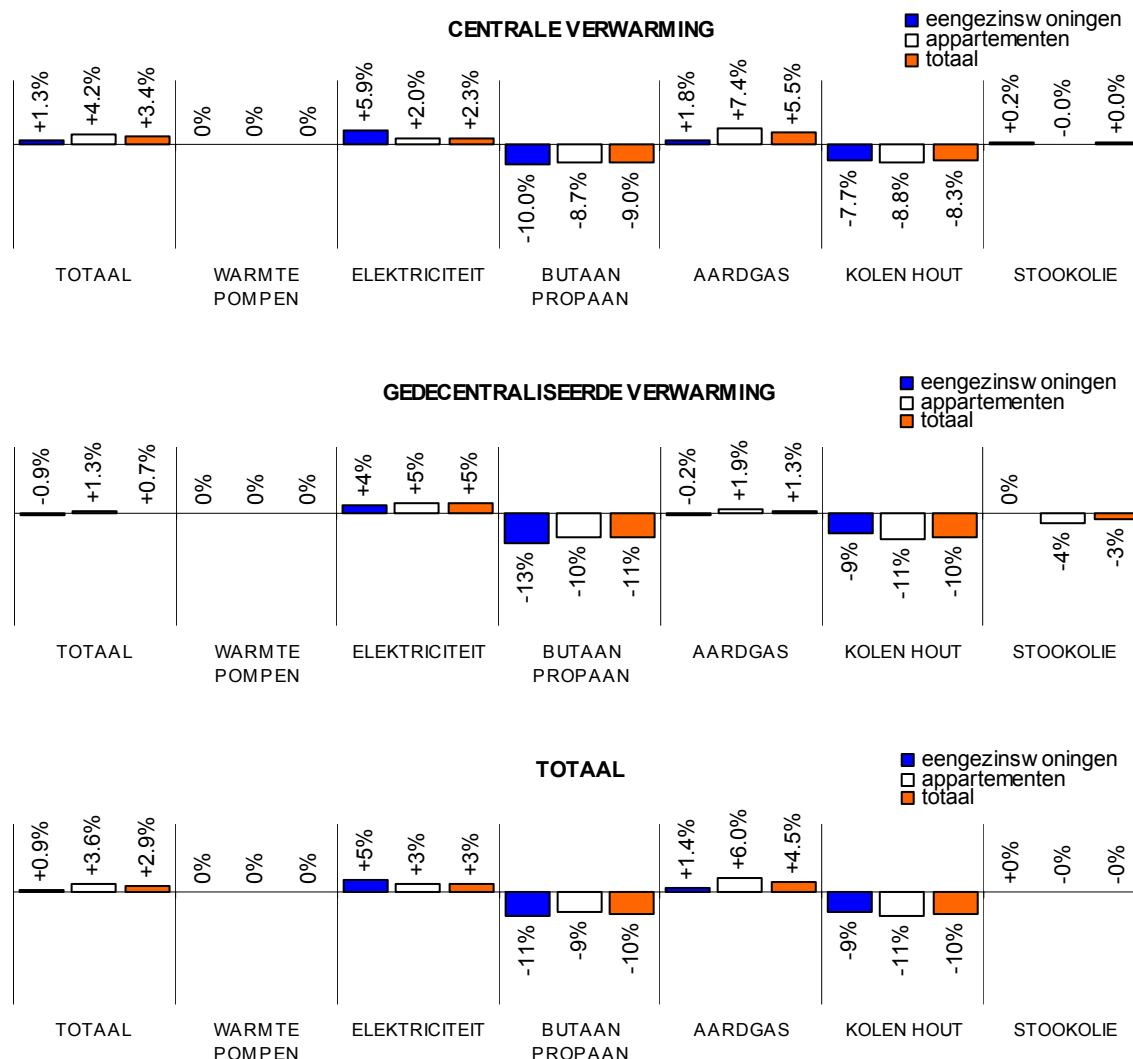 CENTRALE VERWARMING
eengezinsw oningen
appartementen
totaal
+1.3% +4.2% +3.4% 0% 0% 0% +5.9% +2.0% +2.3% -10.0% -8.7% -9.0% +1.8% +7.4% +5.5% -7.7% -8.8% -8.3% +0.2% -0.0% +0.0%
TOTAAL WARMTE ELEKTRICITEIT BUTAAN AARDGAS KOLEN HOUT STOOKOLIE
POMPEN PROPAAN
GEDECENTRALISEERDE VERWARMING
eengezinsw oningen
appartementen
totaal
-0.9% +1.3% +0.7% 0% 0% 0% +4% +5% +5% -13% -10% -11% -0.2% +1.9% +1.3% -9% -11% -10% 0% -4% -3%
TOTAAL WARMTE ELEKTRICITEIT BUTAAN AARDGAS KOLEN HOUT STOOKOLIE
POMPEN PROPAAN
TOTAAL
eengezinsw oningen
appartementen
totaal
+0.9% +3.6% +2.9% 0% 0% 0% +5% +3% +3% -11% -9% -10% +1.4% +6.0% +4.5% -9% -11% -10% +0% -0% -0%
TOTAAL WARMTE ELEKTRICITEIT BUTAAN AARDGAS KOLEN HOUT STOOKOLIE
POMPEN PROPAAN